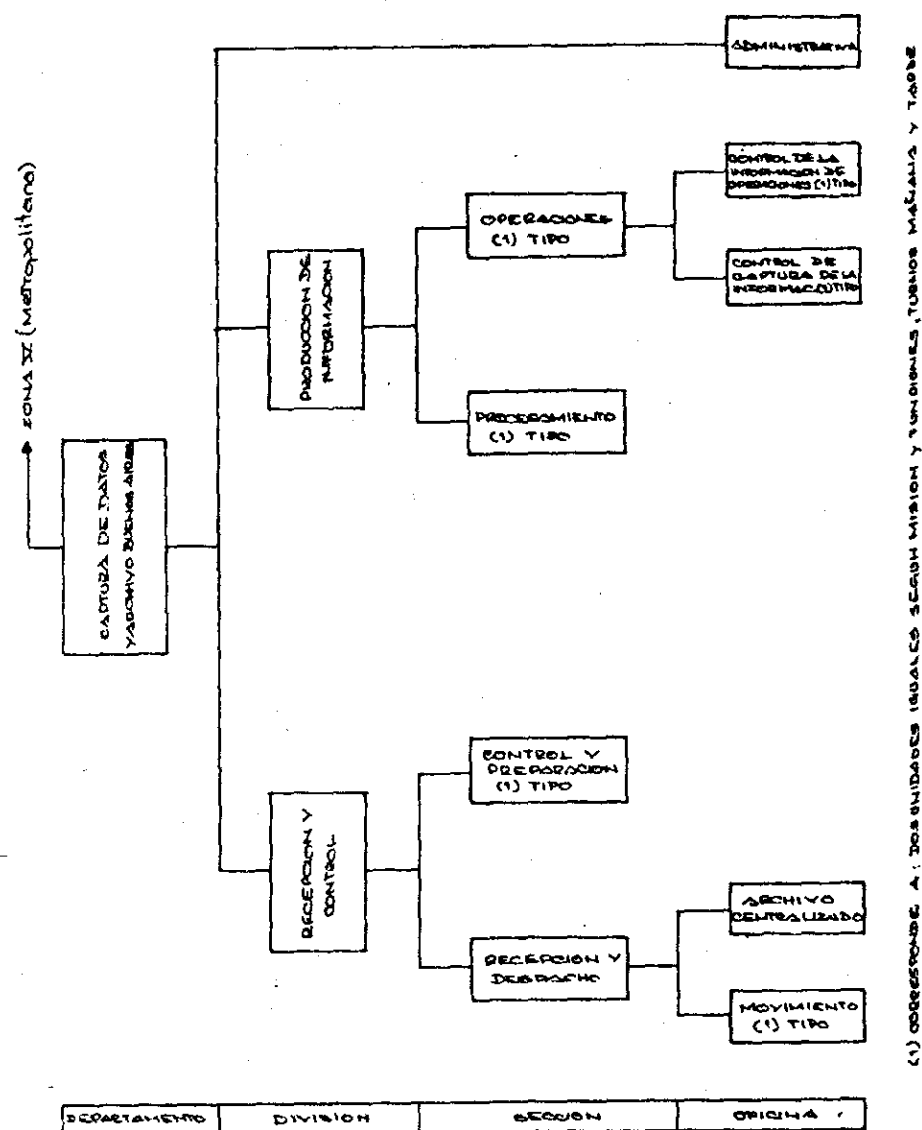 ADMINISTRATIVA
ZONA IV (Metropolitana)
CONTROL DE LA
INFORMACION DE
OPERACIONES (1) TIPO
OPERACIONES
(1) TIPO
PRODUCCION DE
INFORMACION
CONTROL DE
CAPTURA DE LA
INFORMAC.(1)TIPO
PROCESAMIENTO
(1) TIPO
CAPTURA DE DATOS
Y ARCHIVO BUENOS AIRES
CONTROL Y
PREPARACION
(1) TIPO
RECEPCION Y
CONTROL
ARCHIVO
CENTRALIZADO
RECEPCION Y
DESPACHO
MOVIMIENTO
(1) TIPO
DEPARTAMENTO
DIVISION
SECCION
OFICINA
(1) CORRESPONDE A: DOS UNIDADES IGUALES SEGUN MISION Y FUNCIONES, TURNOS MAÑANA Y TARDE